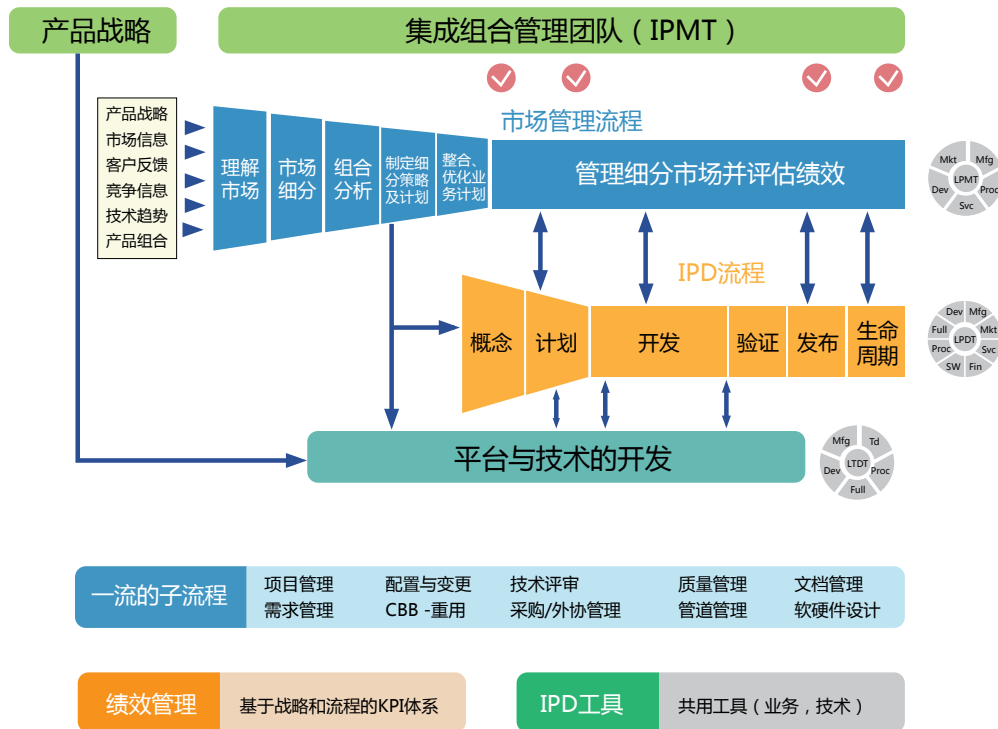 产品战略
集成组合管理团队（IPMT）
市场管理流程
产品战略
市场信息
客户反馈
竞争信息
技术趋势
产品组合
理解
市场
市场
细分
组合
分析
制定细
分策略
及计划
整合、
优化业
务计划
管理细分市场并评估绩效
Mkt
Mfg
Dev
LPMT
Proc
Svc
IPD流程
概念
计划
开发
验证
发布
生命
周期
Dev
Mfg
Full
Mkt
LPDT
Proc
Svc
SW
Fin
平台与技术的开发
Mfg
Td
Dev
LTDT
Proc
Full
一流的子流程
项目管理
配置与变更
技术评审
质量管理
文档管理
需求管理
CBB -重用
采购/外协管理
管道管理
软硬件设计
绩效管理
基于战略和流程的KPI体系
IPD工具
共用工具（业务，技术）